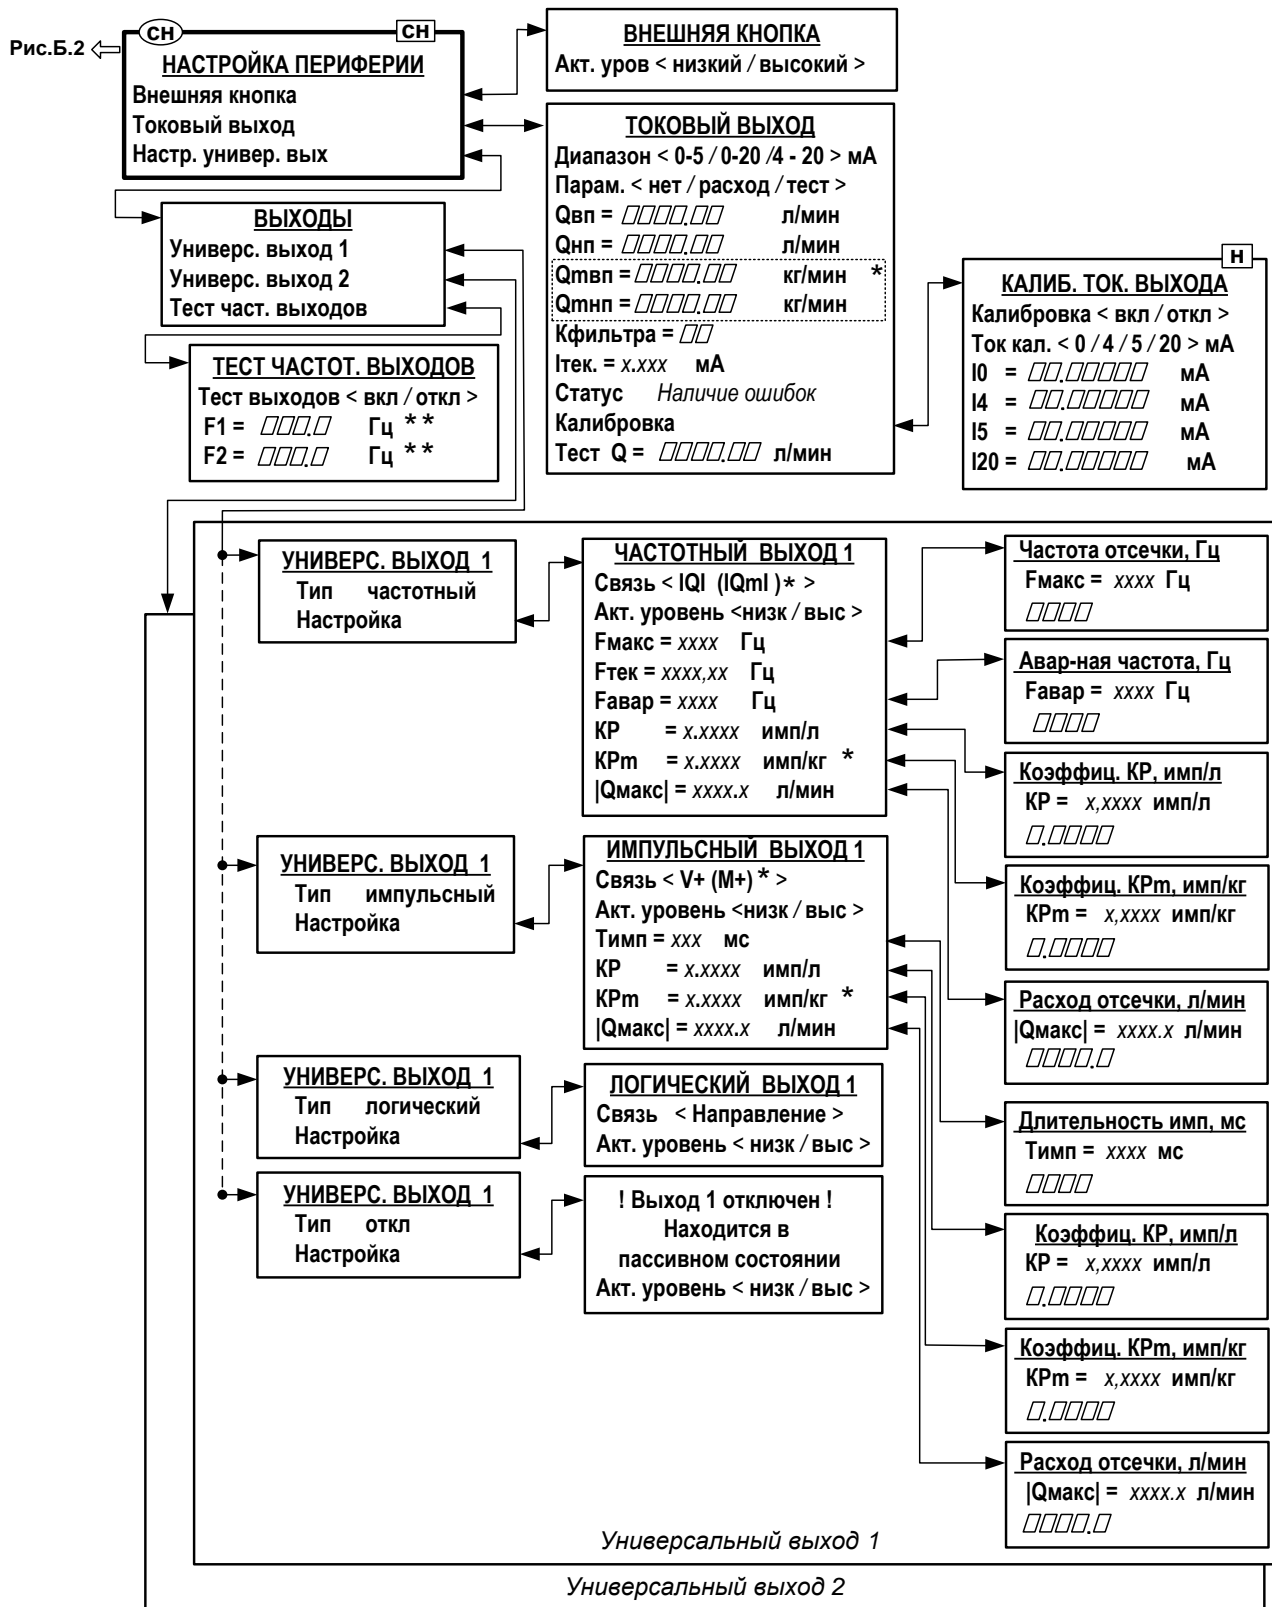 Рис.Б.2
СН
СН
НАСТРОЙКА ПЕРИФЕРИИ
Внешняя кнопка
Токовый выход
Настр. универ. вых
ВНЕШНЯЯ КНОПКА
Акт. уров < низкий / высокий >
ТОКОВЫЙ ВЫХОД
Диапазон < 0-5 / 0-20 /4 - 20 > мА
Парам. < нет / расход / тест >
Qвп = □□□□.□□ л/мин
Qнп = □□□□.□□ л/мин
Qmвп = □□□□.□□ кг/мин *
Qmнп = □□□□.□□ кг/мин
Кфильтра = □□
Iтек. = x.xxx мА
Статус Наличие ошибок
Калибровка
Тест Q = □□□□.□□ л/мин
Н
КАЛИБ. ТОК. ВЫХОДА
Калибровка < вкл / откл >
Ток кал. < 0 / 4 / 5 / 20 > мА
I0 = □□.□□□□□ мА
I4 = □□.□□□□□ мА
I5 = □□.□□□□□ мА
I20 = □□.□□□□□ мА
ВЫХОДЫ
Универс. выход 1
Универс. выход 2
Тест част. выходов
ТЕСТ ЧАСТОТ. ВЫХОДОВ
Тест выходов < вкл / откл >
F1 = □□□.□ Гц **
F2 = □□□.□ Гц **
УНИВЕРС. ВЫХОД 1
Тип частотный
Настройка
ЧАСТОТНЫЙ ВЫХОД 1
Связь < IQI (IQmI )* >
Акт. уровень <низк / выс >
Fмакс = xxxx Гц
Fтек = xxxx,xx Гц
Fавар = xxxx Гц
КР = x.xxxx имп/л
КРm = x.xxxx имп/кг *
|Qмакс| = xxxx.x л/мин
Частота отсечки, Гц
Fмакс = xxxx Гц
□□□□
Авар-ная частота, Гц
Fавар = xxxx Гц
□□□□
Коэффиц. КР, имп/л
КР = x,xxxx имп/л
□.□□□□
Коэффиц. КРm, имп/кг
КРm = x,xxxx имп/кг
□.□□□□
Расход отсечки, л/мин
|Qмакс| = xxxx.x л/мин
□□□□.□
УНИВЕРС. ВЫХОД 1
Тип импульсный
Настройка
ИМПУЛЬСНЫЙ ВЫХОД 1
Связь < V+ (M+) * >
Акт. уровень <низк / выс >
Тимп = xxx мс
КР = x.xxxx имп/л
КРm = x.xxxx имп/кг *
|Qмакс| = xxxx.x л/мин
УНИВЕРС. ВЫХОД 1
Тип логический
Настройка
ЛОГИЧЕСКИЙ ВЫХОД 1
Связь < Направление >
Акт. уровень < низк / выс >
УНИВЕРС. ВЫХОД 1
Тип откл
Настройка
! Выход 1 отключен !
Находится в
пассивном состоянии
Акт. уровень < низк / выс >
Длительность имп, мс
Тимп = xxxx мс
□□□□
Коэффиц. КР, имп/л
КР = x,xxxx имп/л
□.□□□□
Коэффиц. КРm, имп/кг
КРm = x,xxxx имп/кг
□.□□□□
Расход отсечки, л/мин
|Qмакс| = xxxx.x л/мин
□□□□.□
Универсальный выход 1
Универсальный выход 2